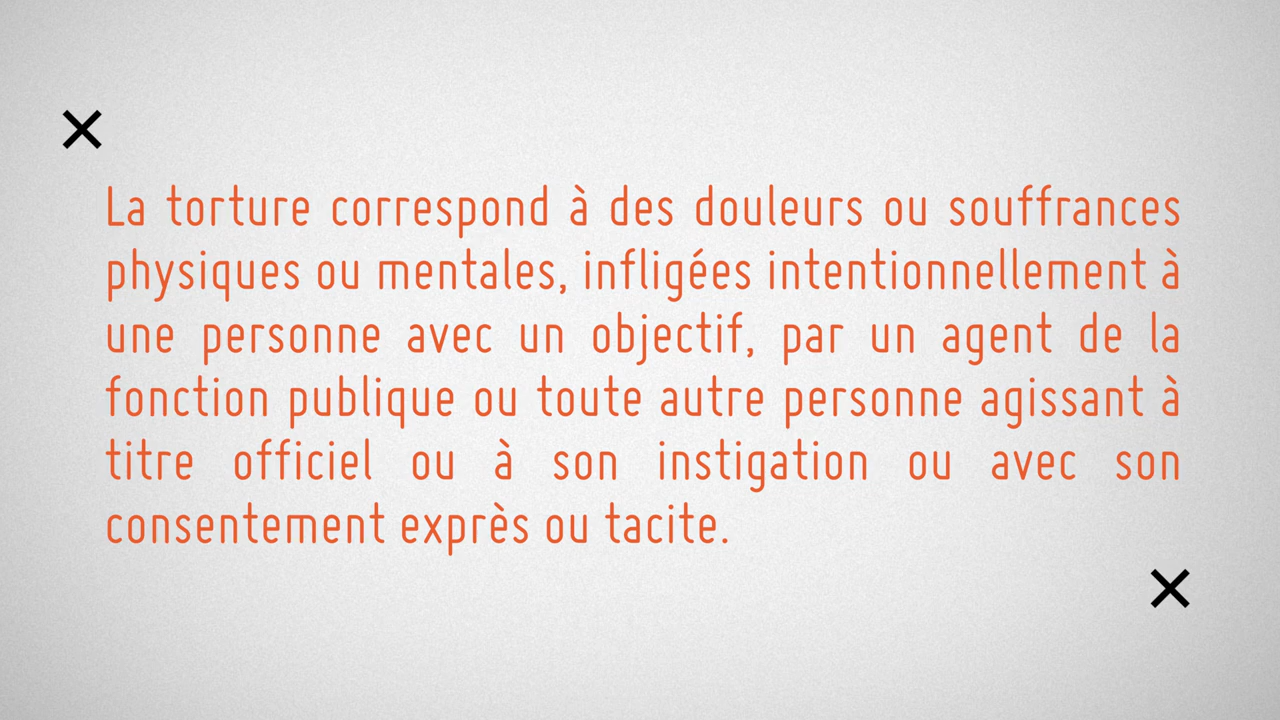 La torture correspond à des douleurs ou souffrances
physiques ou mentales, infligées intentionnellement à
une personne avec un objectif, par un agent de la
fonction publique ou toute autre personne agissant à
titre officiel ou à son instigation ou avec son
consentement exprès ou tacite.